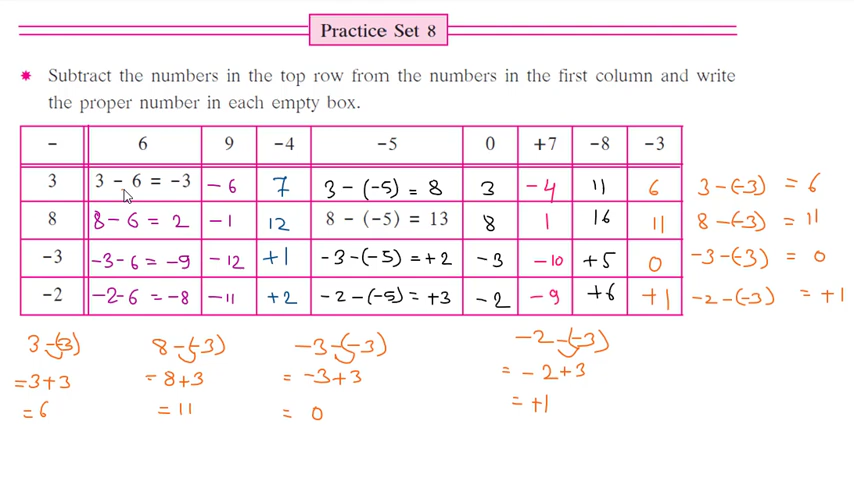 Practice Set 8
Subtract the numbers in the top row from the numbers in the first column and write
the proper number in each empty box.
– 6 9 -4 -5 0 +7 -8 -3
3 3 – 6 = -3 -6 7 3-(-5) = 8 3 -4 11 6 3-(-3) = 6
8 8-6 = 2 -1 12 8 - (-5) = 13 8 1 16 11 8-(-3) = 11
-3 -3-6 = -9 -12 +1 -3-(-5) = +2 -3 -10 +5 0 -3-(-3) = 0
-2 -2-6 = -8 -11 +2 -2-(-5) = +3 -2 -9 +6 +1 -2-(-3) = +1
3-(-3) 8-(-3) -3-(-3) -2-(-3)
=3+3 =8+3 = -3+3 = -2+3
=6 =11 = 0 = +1